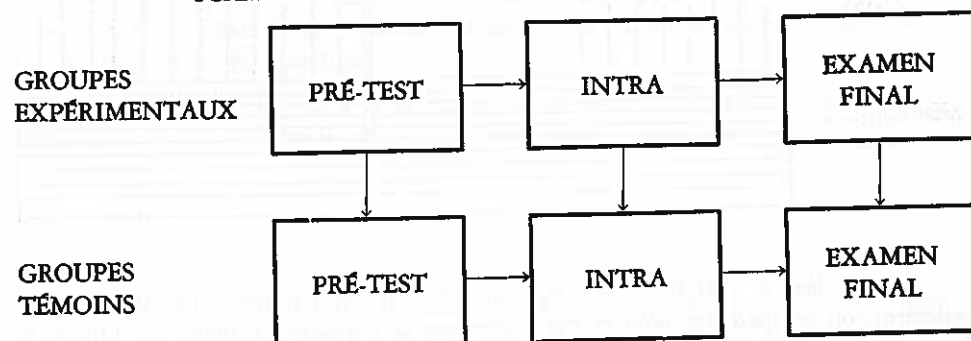 GROUPES
EXPÉRIMENTAUX
PRÉ-TEST
INTRA
EXAMEN
FINAL
GROUPES
TÉMOINS
PRÉ-TEST
INTRA
EXAMEN
FINAL